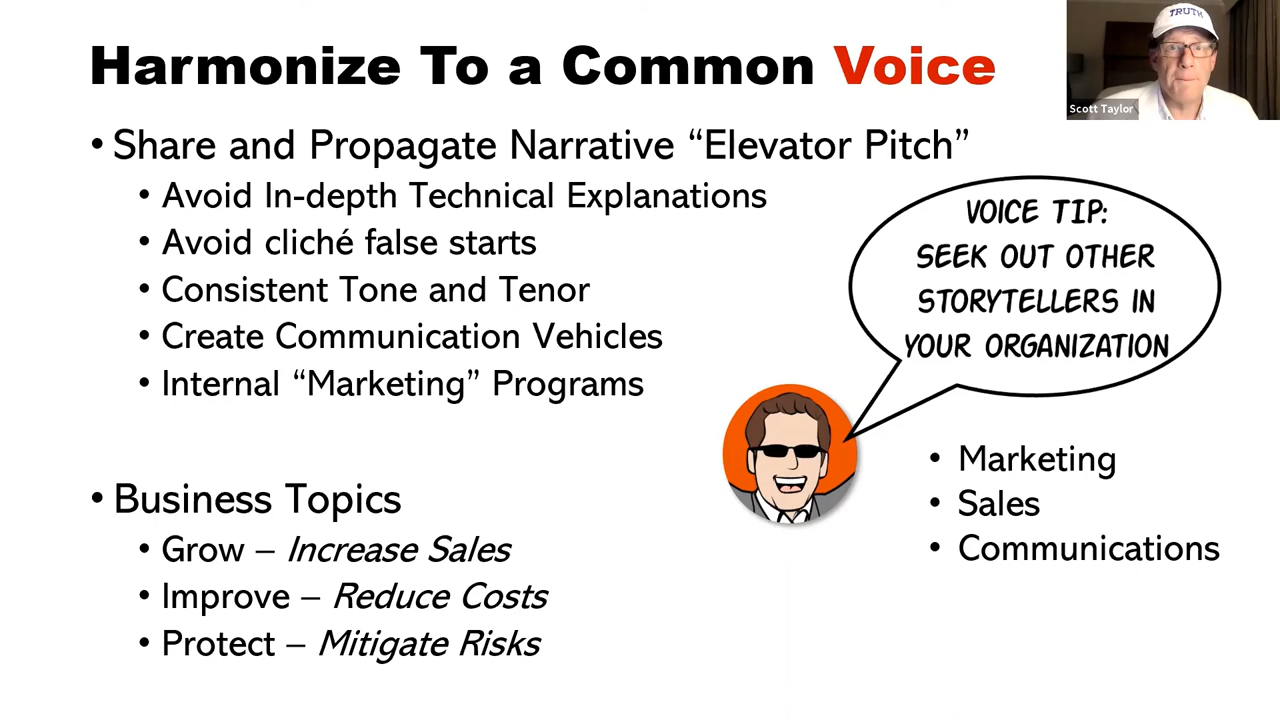 Harmonize To a Common Voice
TRUTH
Scott Taylor
• Share and Propagate Narrative “Elevator Pitch”
• Avoid In-depth Technical Explanations
• Avoid cliché false starts
• Consistent Tone and Tenor
• Create Communication Vehicles
• Internal “Marketing” Programs
VOICE TIP:
SEEK OUT OTHER
STORYTELLERS IN
YOUR ORGANIZATION
• Marketing
• Sales
• Communications
• Business Topics
• Grow – Increase Sales
• Improve – Reduce Costs
• Protect – Mitigate Risks